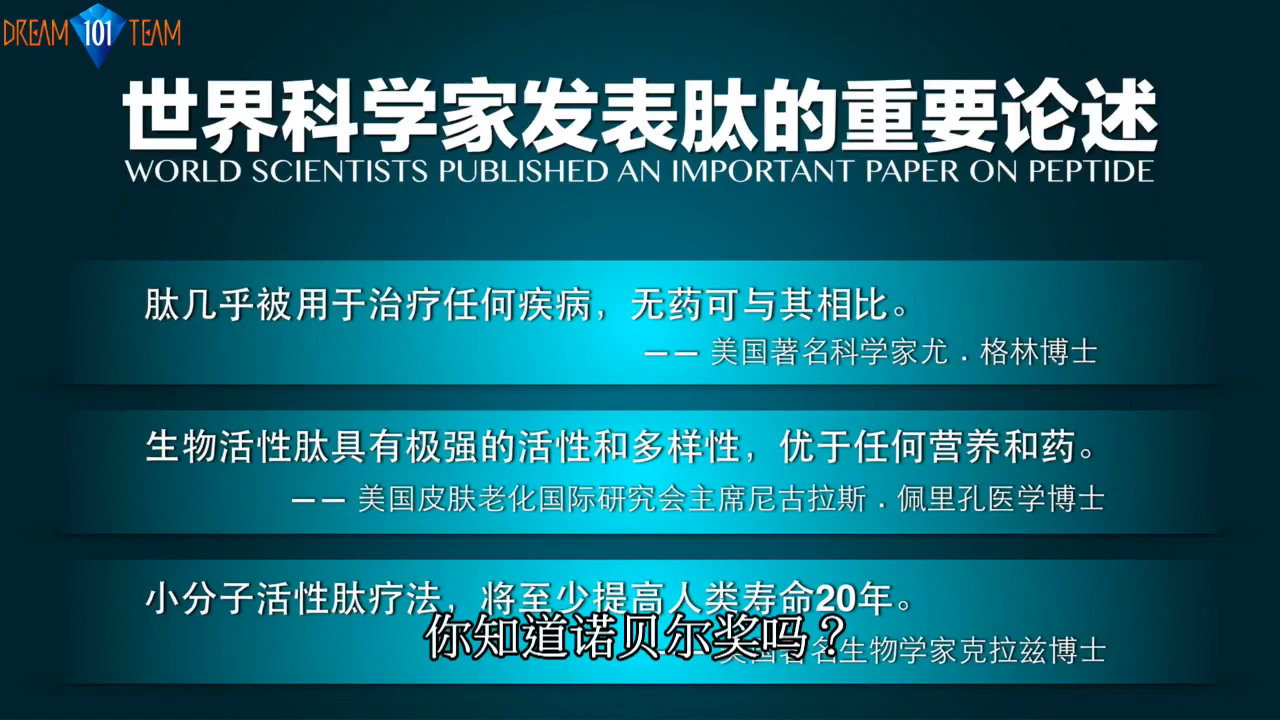 DREAM 101 TEAM
世界科学家发表肽的重要论述
WORLD SCIENTISTS PUBLISHED AN IMPORTANT PAPER ON PEPTIDE
肽几乎被用于治疗任何疾病，无药可与其相比。
—— 美国著名科学家尤．格林博士
生物活性肽具有极强的活性和多样性，优于任何营养和药。
—— 美国皮肤老化国际研究会主席尼古拉斯．佩里孔医学博士
小分子活性肽疗法，将至少提高人类寿命20年。
你知道诺贝尔奖吗？
美国著名生物学家克拉兹博士